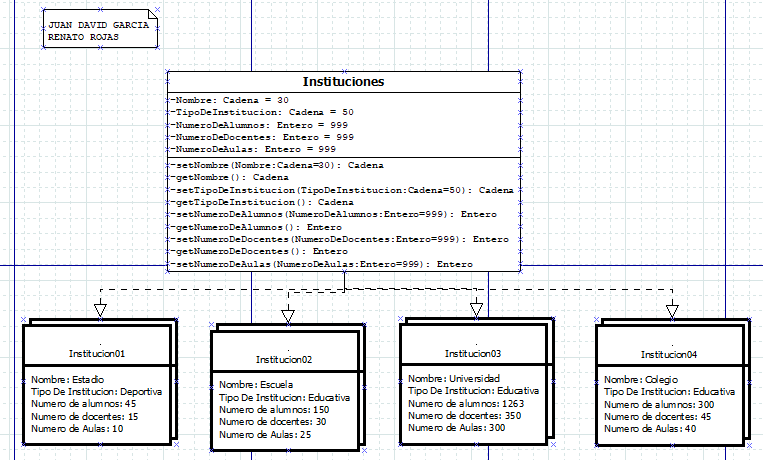 JUAN DAVID GARCIA
RENATO ROJAS
Instituciones
-Nombre: Cadena = 30
-TipoDeInstitucion: Cadena = 50
-NumeroDeAlumnos: Entero = 999
-NumeroDeDocentes: Entero = 999
-NumeroDeAulas: Entero = 999
-setNombre(Nombre:Cadena=30): Cadena
-getNombre(): Cadena
-setTipoDeInstitucion(TipoDeInstitucion:Cadena=50): Cadena
-getTipoDeInstitucion(): Cadena
-setNumeroDeAlumnos(NumeroDeAlumnos:Entero=999): Entero
-getNumeroDeAlumnos(): Entero
-setNumeroDeDocentes(NumeroDeDocentes:Entero=999): Entero
-getNumeroDeDocentes(): Entero
-setNumeroDeAulas(NumeroDeAulas:Entero=999): Entero
.
Institucion01
Nombre: Estadio
Tipo De Institucion: Deportiva
Numero de alumnos: 45
Numero de docentes: 15
Numero de Aulas: 10
.
Institucion02
Nombre: Escuela
Tipo De Institucion: Educativa
Numero de alumnos: 150
Numero de docentes: 30
Numero de Aulas: 25
.
Institucion03
Nombre: Universidad
Tipo De Institucion: Educativa
Numero de alumnos: 1263
Numero de docentes: 350
Numero de Aulas: 300
.
Institucion04
Nombre: Colegio
Tipo De Institucion: Educativa
Numero de alumnos: 300
Numero de docentes: 45
Numero de Aulas: 40